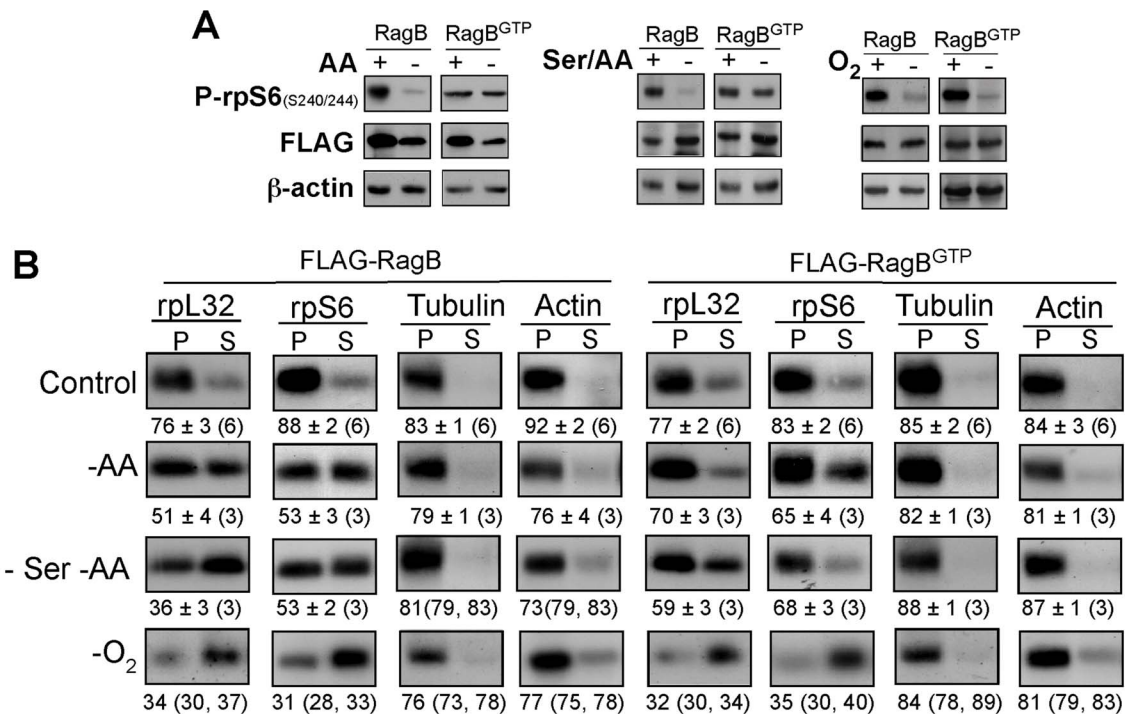 A
RagB RagB^GTP RagB RagB^GTP RagB RagB^GTP
AA + - + - Ser/AA + - + - O₂ + - + -
P-rpS6(S240/244)
FLAG
β-actin
B
FLAG-RagB FLAG-RagB^GTP
rpL32 rpS6 Tubulin Actin rpL32 rpS6 Tubulin Actin
P S P S P S P S P S P S P S P S
Control
76 ± 3 (6) 88 ± 2 (6) 83 ± 1 (6) 92 ± 2 (6) 77 ± 2 (6) 83 ± 2 (6) 85 ± 2 (6) 84 ± 3 (6)
-AA
51 ± 4 (3) 53 ± 3 (3) 79 ± 1 (3) 76 ± 4 (3) 70 ± 3 (3) 65 ± 4 (3) 82 ± 1 (3) 81 ± 1 (3)
- Ser -AA
36 ± 3 (3) 53 ± 2 (3) 81(79, 83) 73(79, 83) 59 ± 3 (3) 68 ± 3 (3) 88 ± 1 (3) 87 ± 1 (3)
-O₂
34 (30, 37) 31 (28, 33) 76 (73, 78) 77 (75, 78) 32 (30, 34) 35 (30, 40) 84 (78, 89) 81 (79, 83)